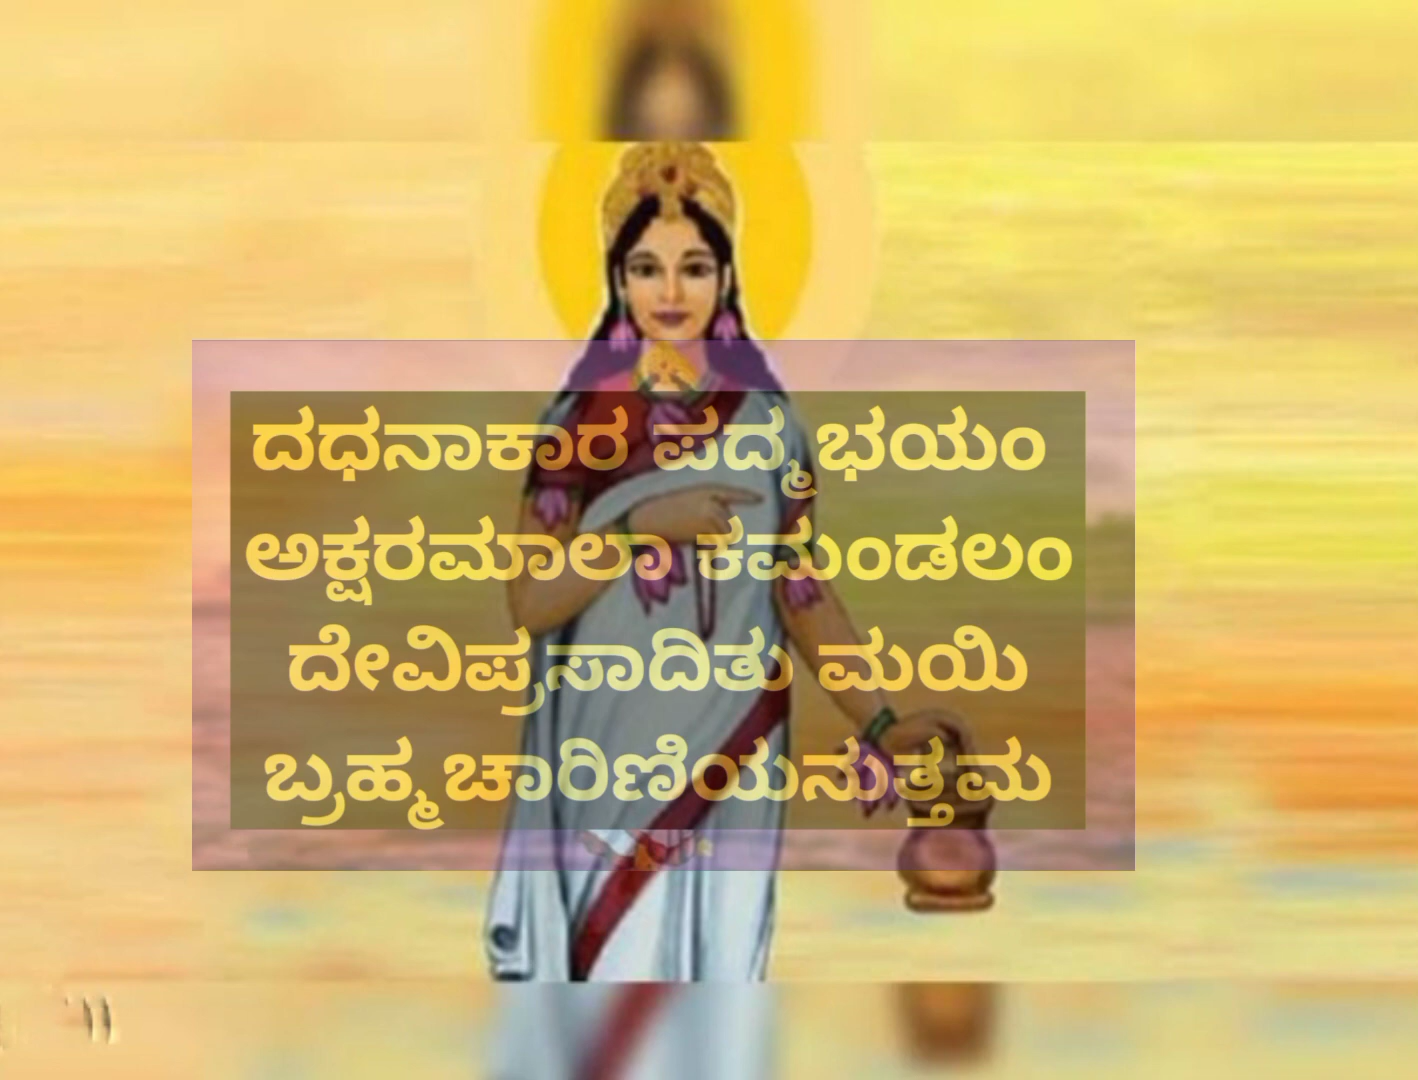 ದಧನಾಕಾರ ಪದ್ಮಭಯಂ
ಅಕ್ಷರಮಾಲಾ ಕಮಂಡಲಂ
ದೇವಿಪ್ರಸಾದಿತು ಮಯಿ
ಬ್ರಹ್ಮಚಾರಿಣಿಯನುತ್ತಮ